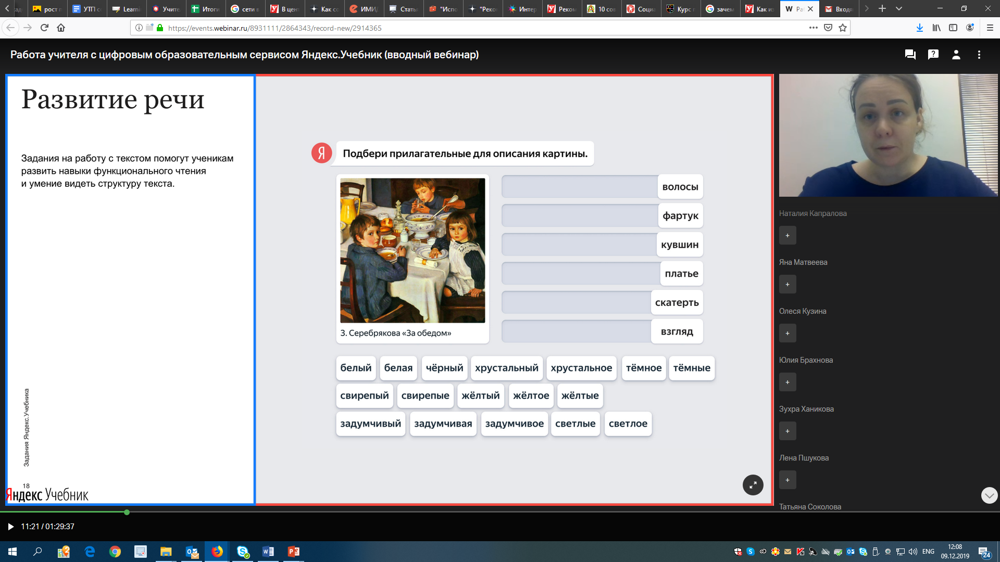 рост п
УТП со
Learni
Учите
Итоги
сети в
В цент
Как со
ИМИД
Стать
"Испо
"Реко
Интер
Реком
10 сов
Социа
Курс п
зачем
Как из
Ра
Входя
https://events.webinar.ru/8931111/2864343/record-new/2914365
Работа учителя с цифровым образовательным сервисом Яндекс.Учебник (вводный вебинар)
Развитие речи
Задания на работу с текстом помогут ученикам
развить навыки функционального чтения
и умение видеть структуру текста.
Задания Яндекс.Учебника
18
Яндекс Учебник
Я
Подбери прилагательные для описания картины.
волосы
фартук
кувшин
платье
скатерть
взгляд
З. Серебрякова «За обедом»
белый белая чёрный хрустальный хрустальное тёмное тёмные
свирепый свирепые жёлтый жёлтое жёлтые
задумчивый задумчивая задумчивое светлые светлое
Наталия Капралова
+
Яна Матвеева
+
Олеся Кузина
+
Юлия Брахнова
+
Зухра Ханикова
+
Лена Пшукова
+
Татьяна Соколова
11:21 / 01:29:37
ENG
12:08
09.12.2019
24